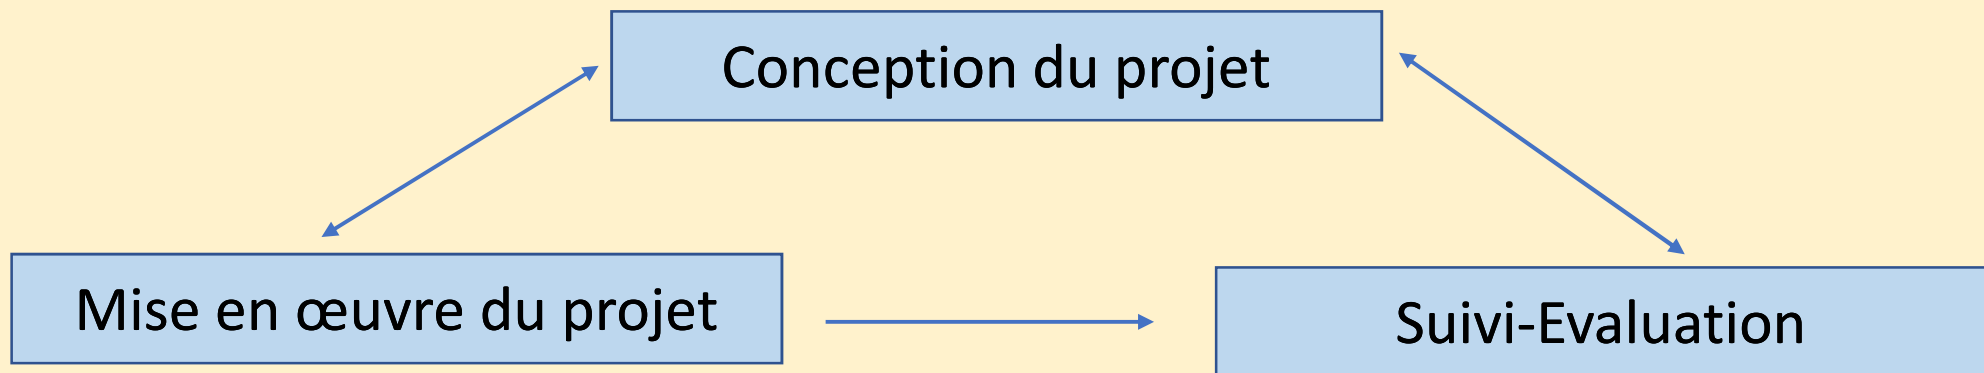 Conception du projet
Mise en œuvre du projet
Suivi-Evaluation